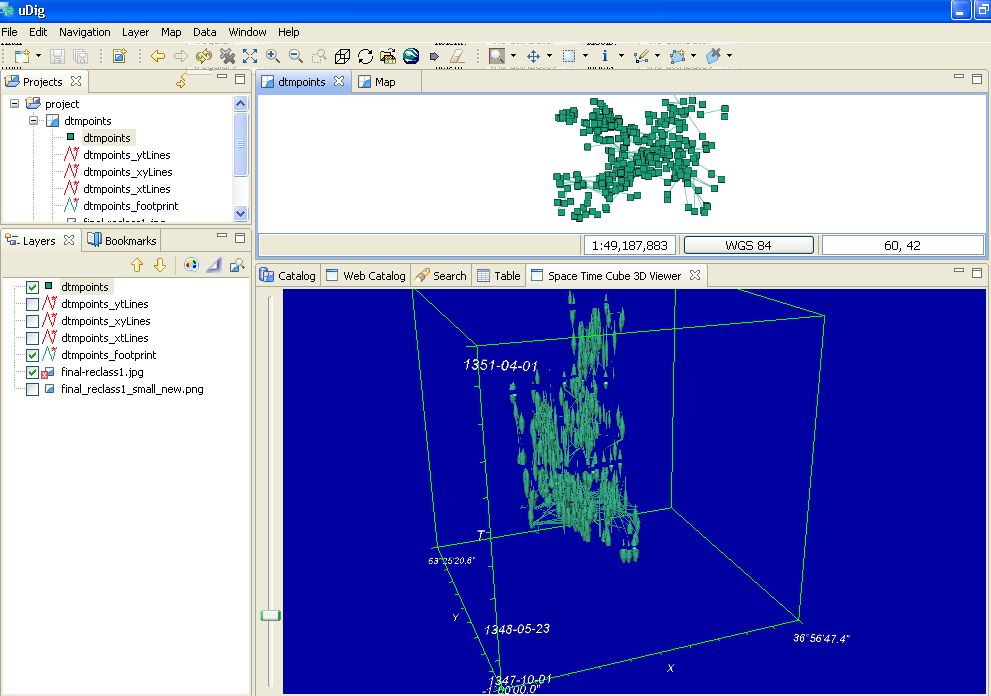 uDig
File Edit Navigation Layer Map Data Window Help
Projects
project
dtmpoints
dtmpoints
dtmpoints_ytLines
dtmpoints_xyLines
dtmpoints_xtLines
dtmpoints_footprint
final-reclass1.jpg
dtmpoints Map
1:49,187,883 WGS 84 60, 42
Layers Bookmarks
dtmpoints
dtmpoints_ytLines
dtmpoints_xyLines
dtmpoints_xtLines
dtmpoints_footprint
final-reclass1.jpg
final_reclass1_small_new.png
Catalog Web Catalog Search Table Space Time Cube 3D Viewer
1351-04-01
T
63°25'20.6"
Y
1348-05-23
36°56'47.4"
X
1347-10-01
-1°00'00.0"